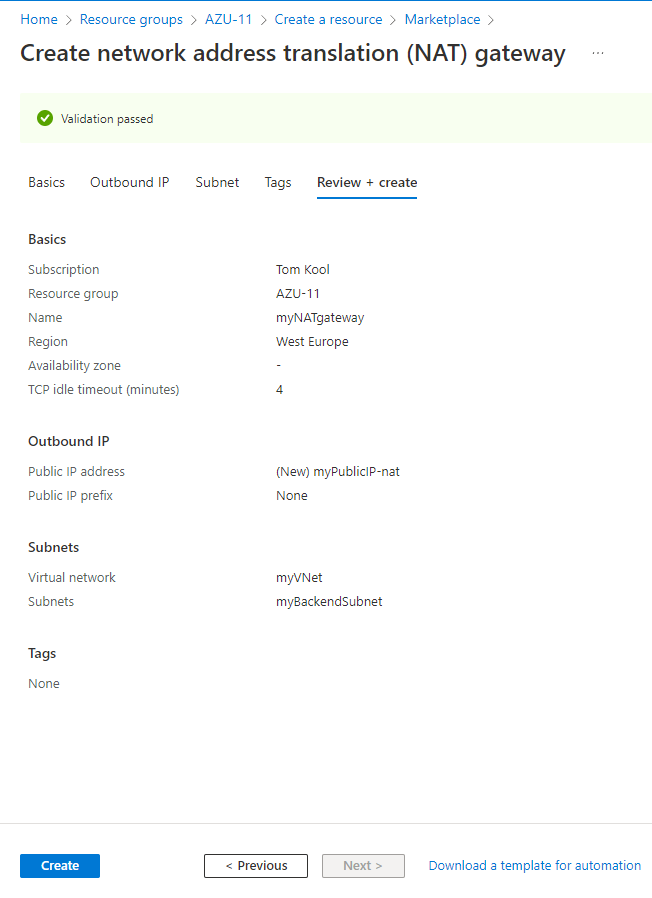 Home > Resource groups > AZU-11 > Create a resource > Marketplace >
Create network address translation (NAT) gateway ...
Validation passed
Basics Outbound IP Subnet Tags Review + create
Basics
Subscription Tom Kool
Resource group AZU-11
Name myNATgateway
Region West Europe
Availability zone -
TCP idle timeout (minutes) 4
Outbound IP
Public IP address (New) myPublicIP-nat
Public IP prefix None
Subnets
Virtual network myVNet
Subnets myBackendSubnet
Tags
None
Create < Previous Next > Download a template for automation